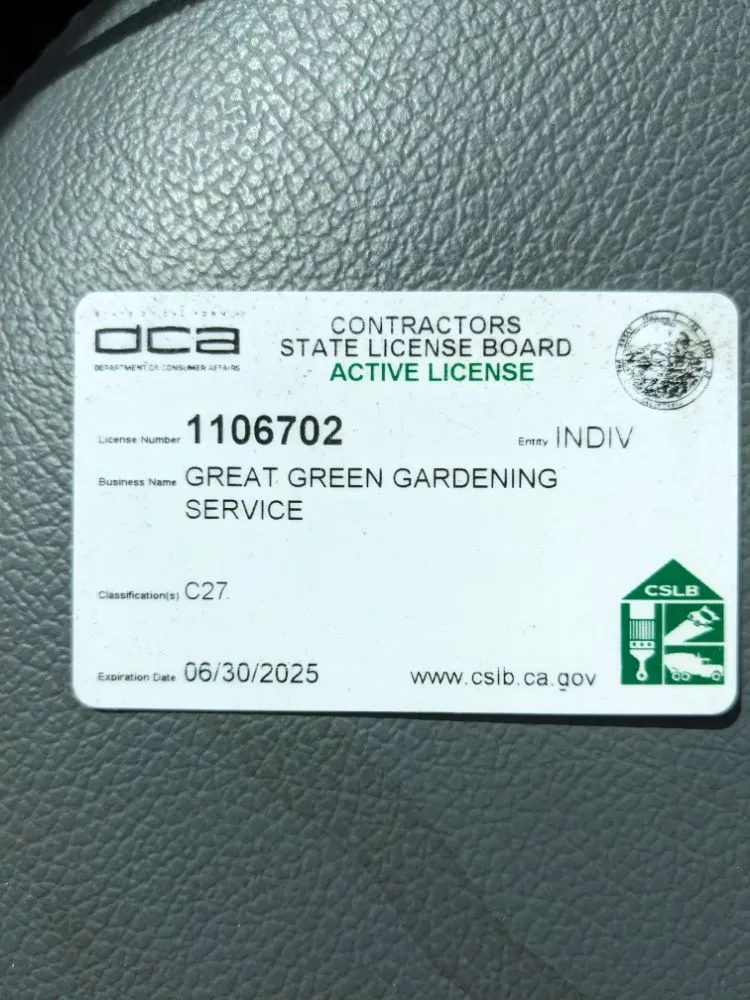 dca
DEPARTMENT OF CONSUMER AFFAIRS
CONTRACTORS
STATE LICENSE BOARD
ACTIVE LICENSE
License Number 1106702
Entity INDIV
Business Name GREAT GREEN GARDENING
SERVICE
Classification(s) C27
CSLB
Expiration Date 06/30/2025
www.cslb.ca.gov